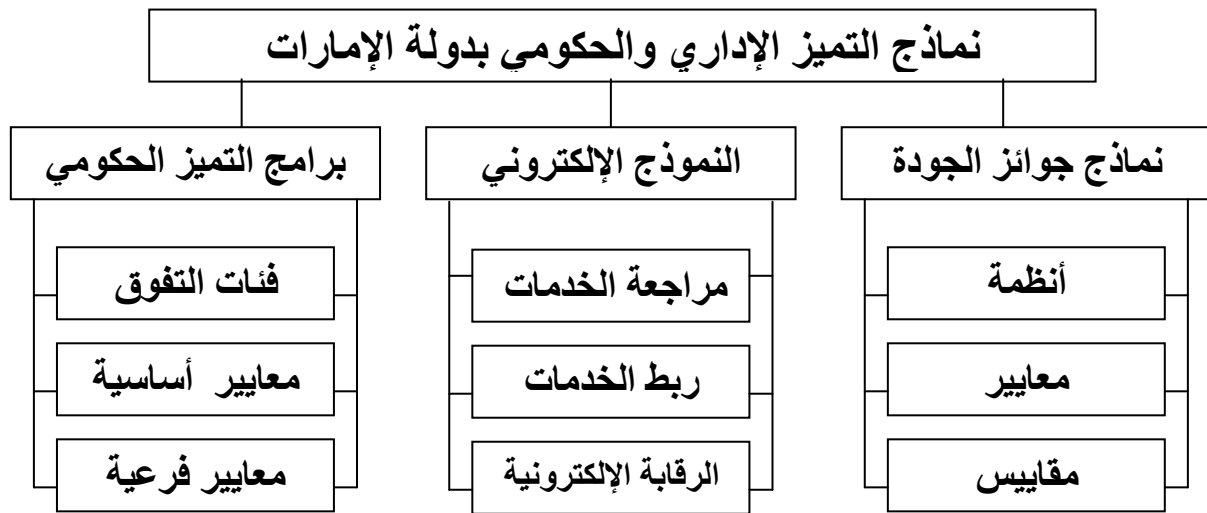 نماذج التميز الإداري والحكومي بدولة الإمارات
نماذج جوائز الجودة
أنظمة
معايير
مقاييس
النموذج الإلكتروني
مراجعة الخدمات
ربط الخدمات
الرقابة الإلكترونية
برامج التميز الحكومي
فئات التفوق
معايير أساسية
معايير فرعية